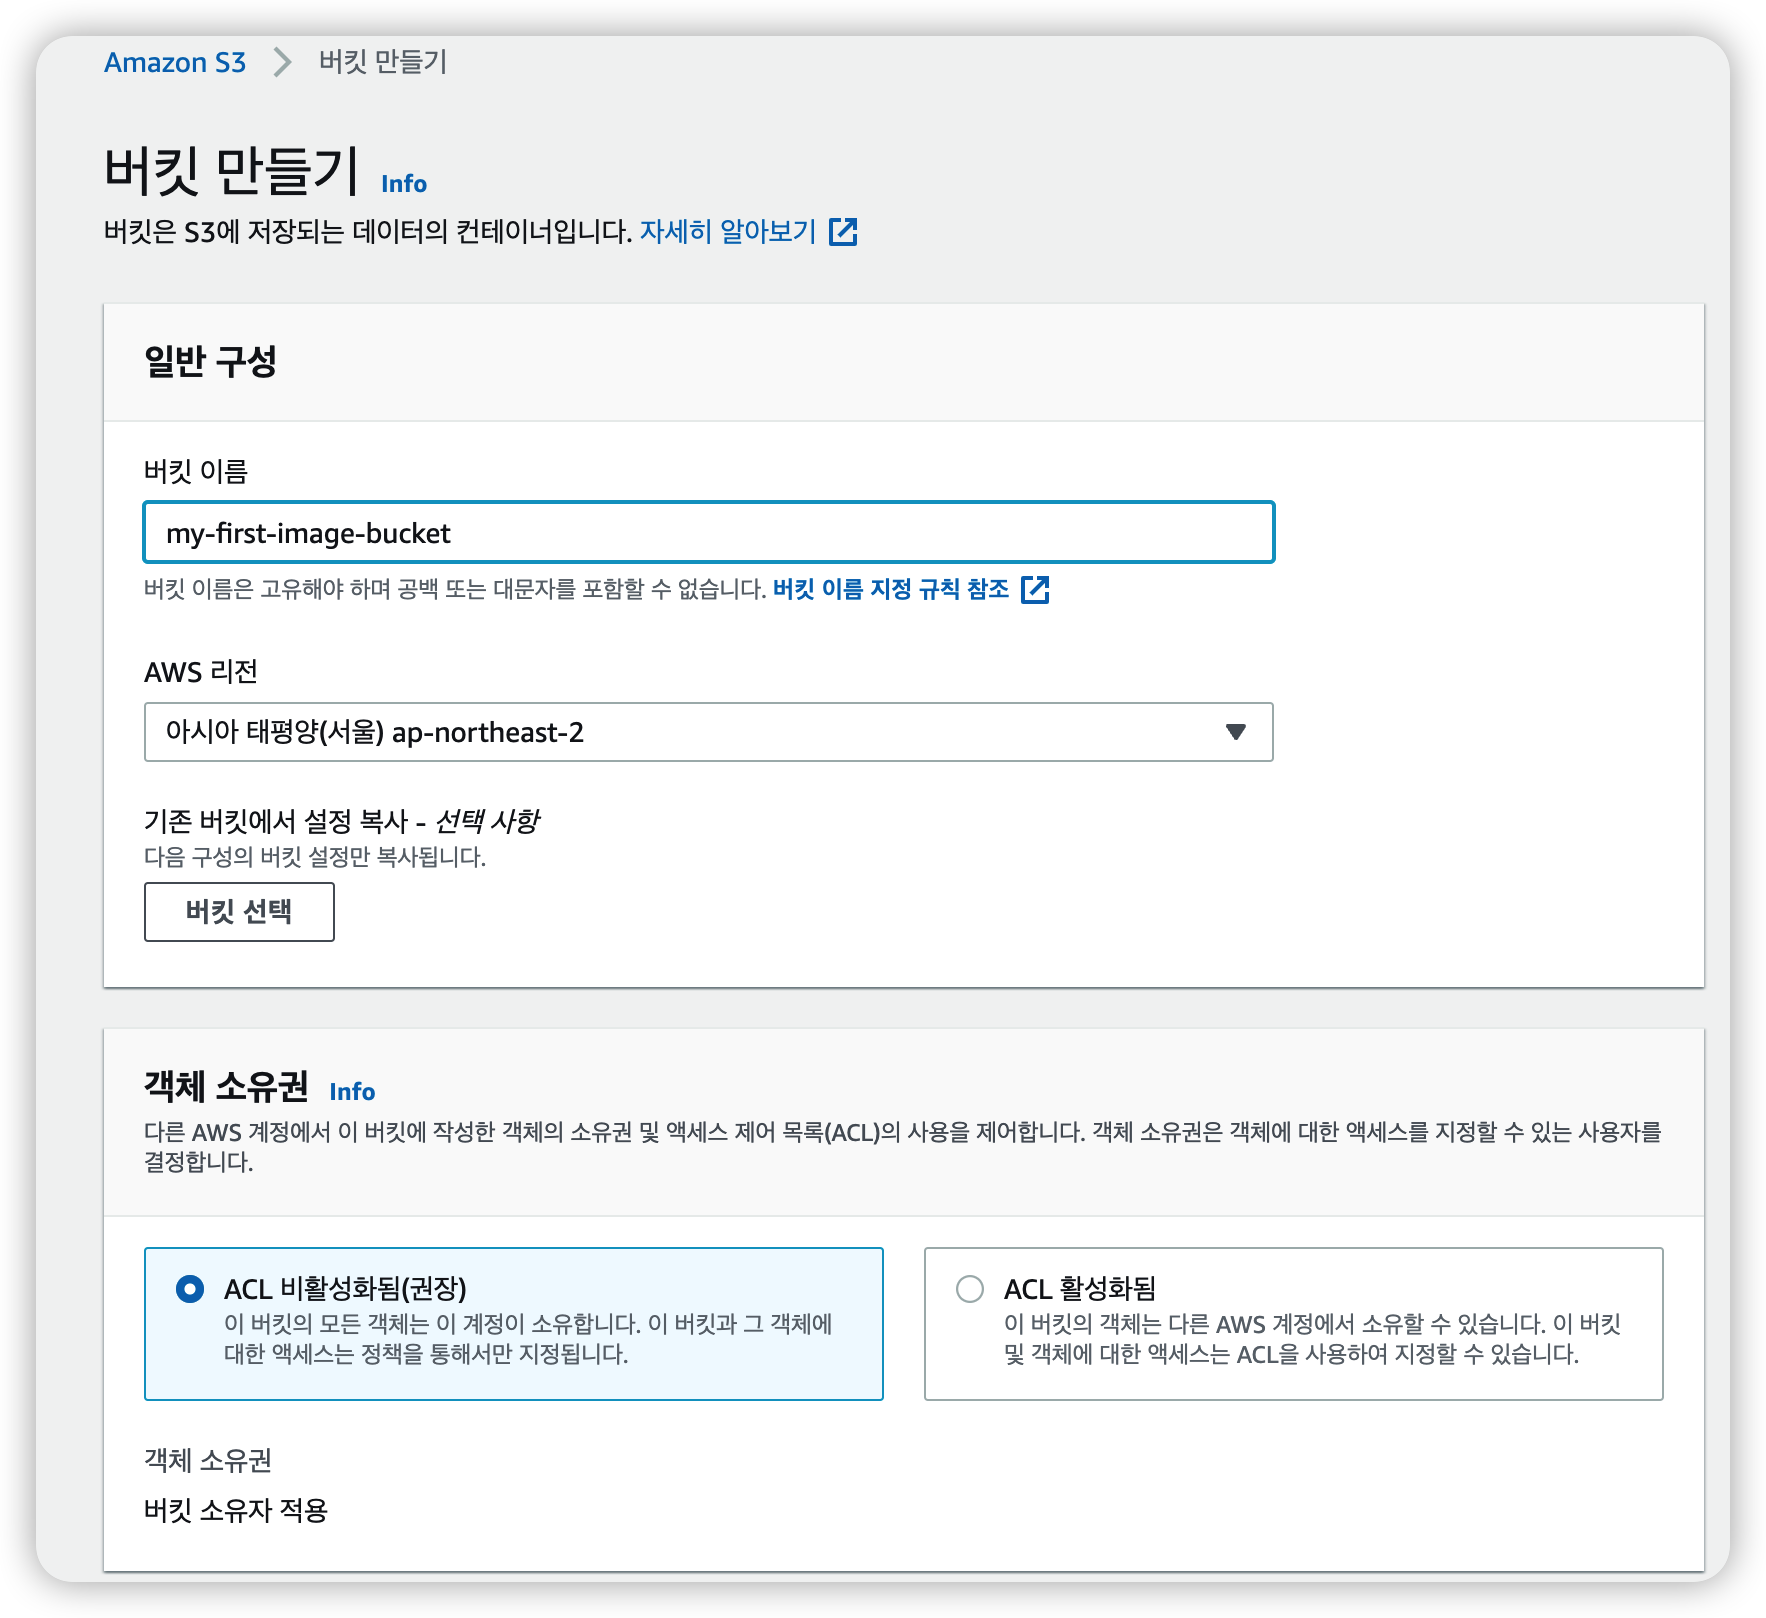 Amazon S3 > 버킷 만들기
버킷 만들기 Info
버킷은 S3에 저장되는 데이터의 컨테이너입니다. 자세히 알아보기
일반 구성
버킷 이름
my-first-image-bucket
버킷 이름은 고유해야 하며 공백 또는 대문자를 포함할 수 없습니다. 버킷 이름 지정 규칙 참조
AWS 리전
아시아 태평양(서울) ap-northeast-2
기존 버킷에서 설정 복사 - 선택 사항
다음 구성의 버킷 설정만 복사됩니다.
버킷 선택
객체 소유권 Info
다른 AWS 계정에서 이 버킷에 작성한 객체의 소유권 및 액세스 제어 목록(ACL)의 사용을 제어합니다. 객체 소유권은 객체에 대한 액세스를 지정할 수 있는 사용자를
결정합니다.
ACL 비활성화됨(권장)
이 버킷의 모든 객체는 이 계정이 소유합니다. 이 버킷과 그 객체에
대한 액세스는 정책을 통해서만 지정됩니다.
ACL 활성화됨
이 버킷의 객체는 다른 AWS 계정에서 소유할 수 있습니다. 이 버킷
및 객체에 대한 액세스는 ACL을 사용하여 지정할 수 있습니다.
객체 소유권
버킷 소유자 적용